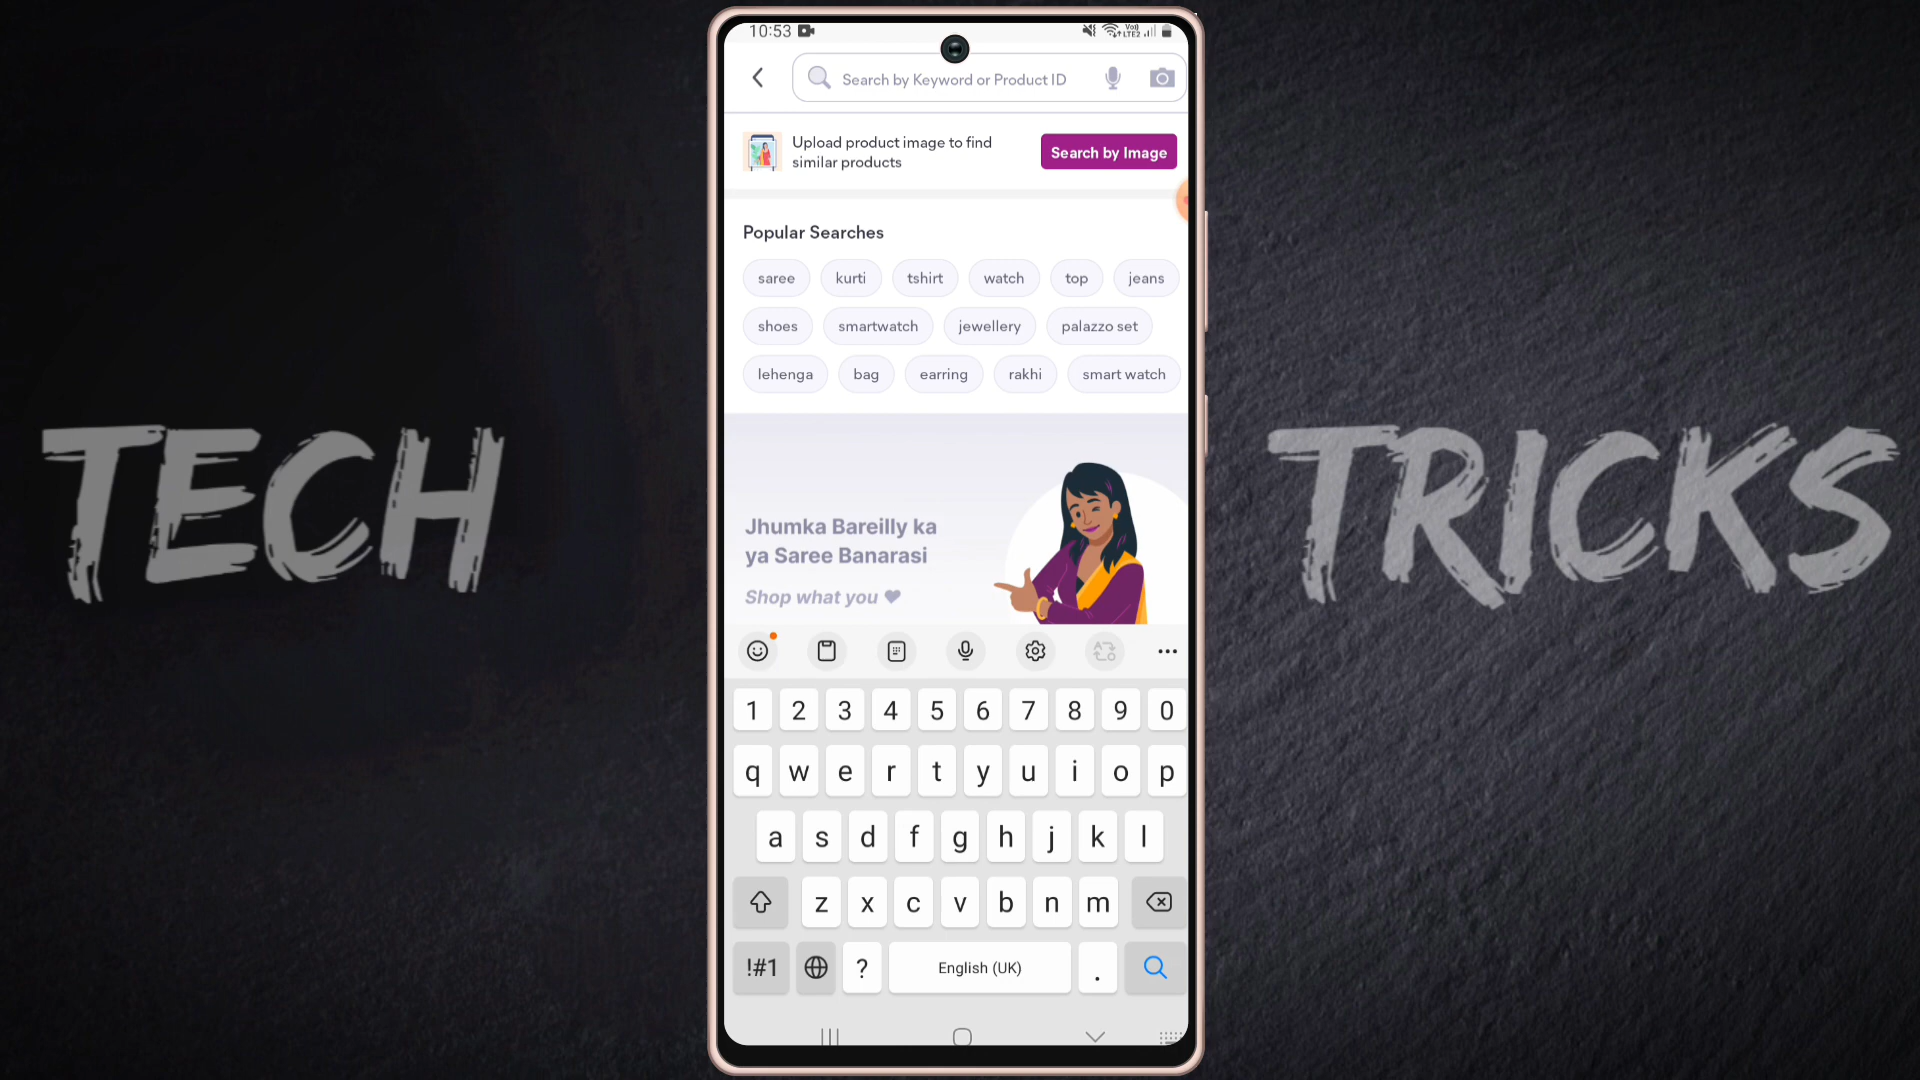 10:53
Vo))
LTE2
Search by Keyword or Product ID
Upload product image to find
similar products
Search by Image
Popular Searches
saree kurti tshirt watch top jeans
shoes smartwatch jewellery palazzo set
lehenga bag earring rakhi smart watch
TECH TRICKS
Jhumka Bareilly ka
ya Saree Banarasi
Shop what you ♥
1 2 3 4 5 6 7 8 9 0
q w e r t y u i o p
a s d f g h j k l
z x c v b n m
!#1 ? English (UK) .